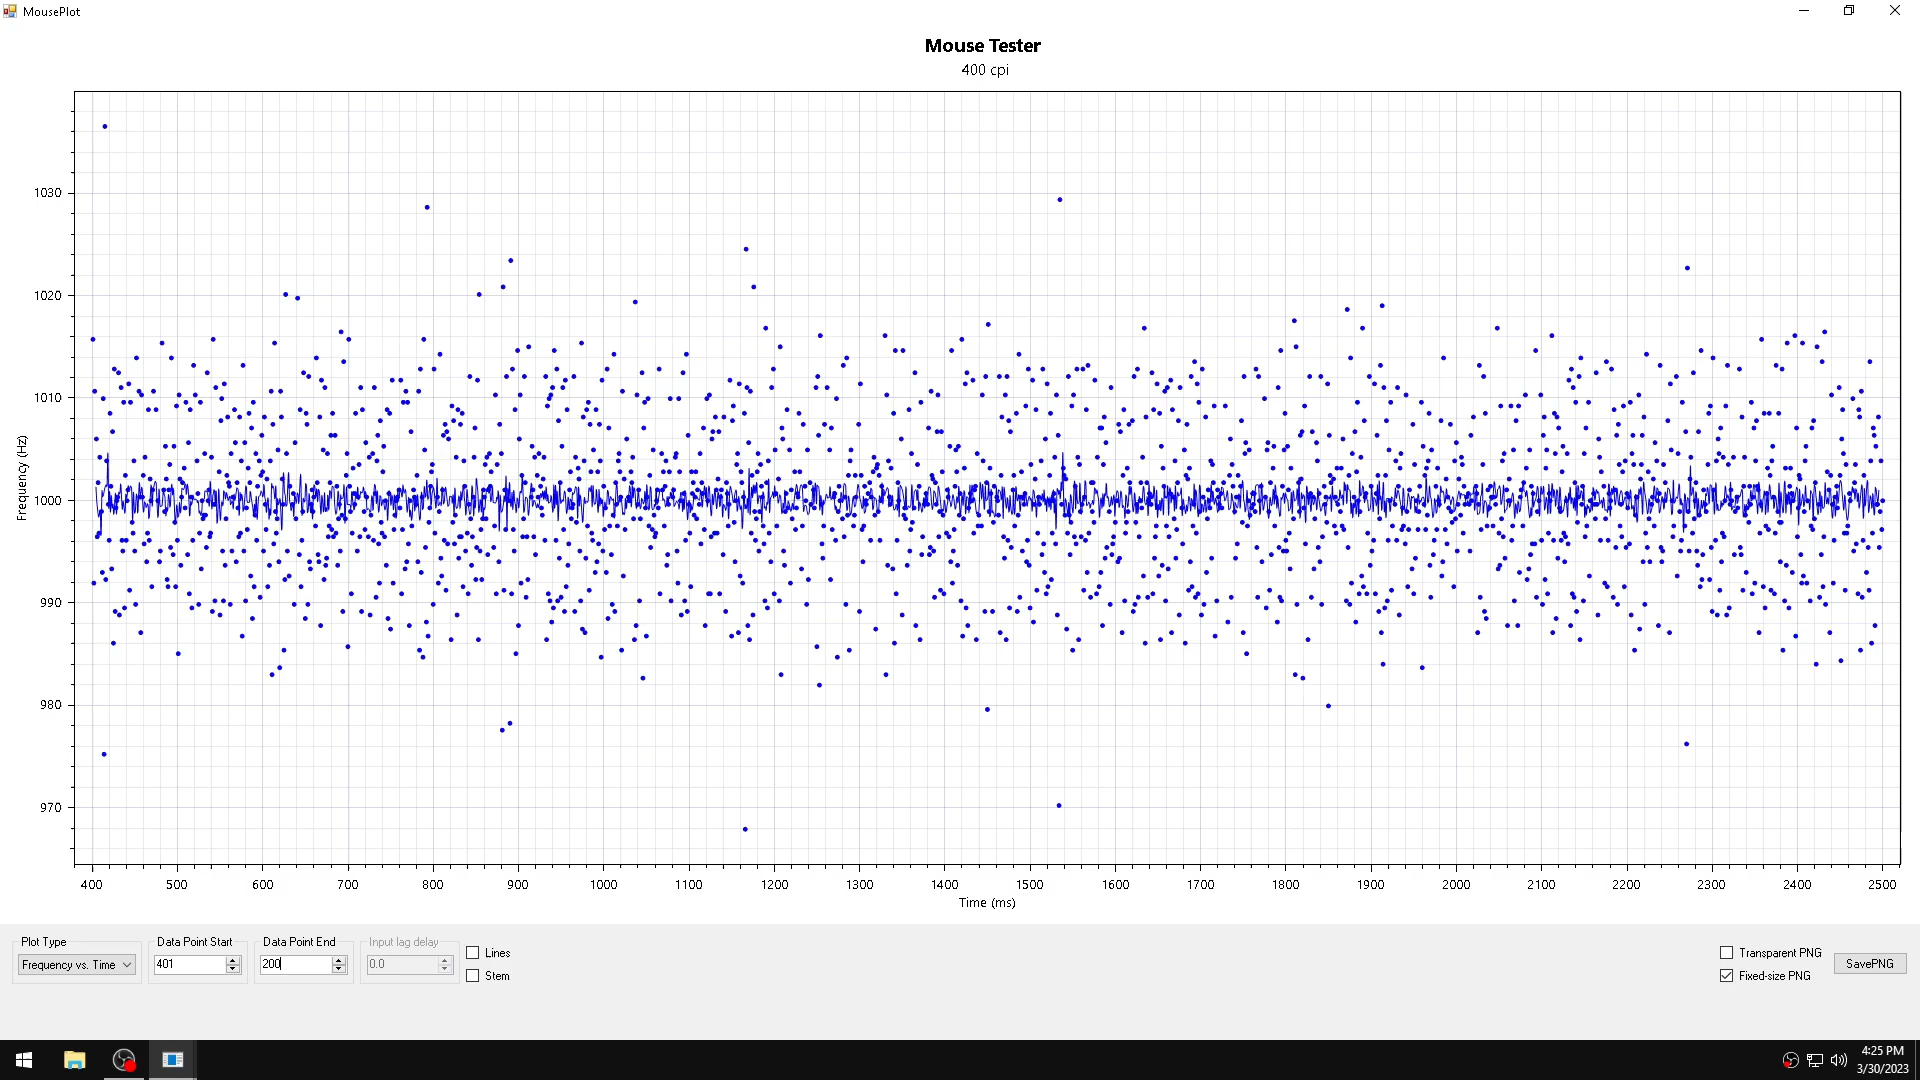 MousePlot
Mouse Tester
400 cpi
1030
1020
1010
1000
990
980
970
Frequency (Hz)
400 500 600 700 800 900 1000 1100 1200 1300 1400 1500 1600 1700 1800 1900 2000 2100 2200 2300 2400 2500
Time (ms)
Plot Type Data Point Start Data Point End Input lag delay
Frequency vs. Time 401 200 0.0
Lines
Stem
Transparent PNG
Fixed-size PNG
SavePNG
4:25 PM
3/30/2023